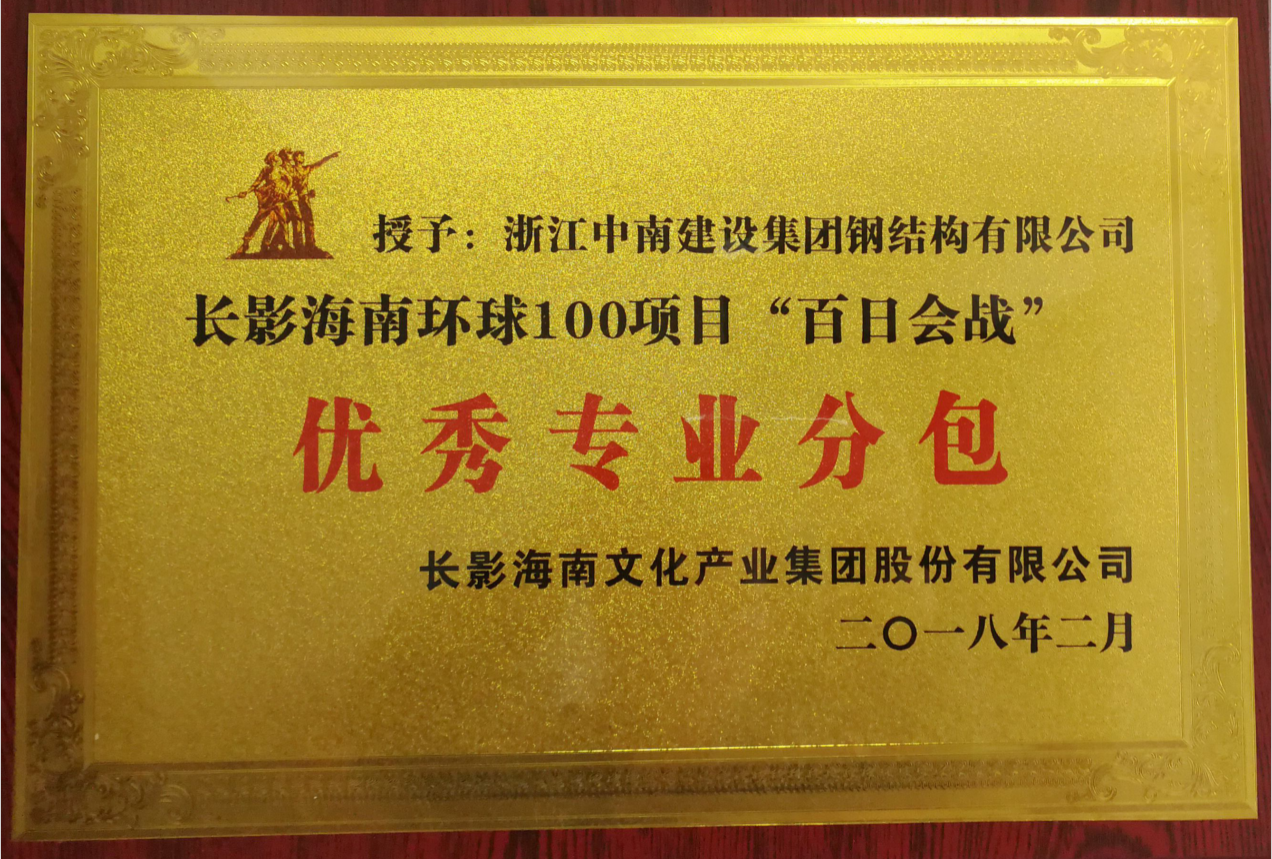 授予：浙江中南建设集团钢结构有限公司
长影海南环球100项目“百日会战”
优秀专业分包
长影海南文化产业集团股份有限公司
二〇一八年二月